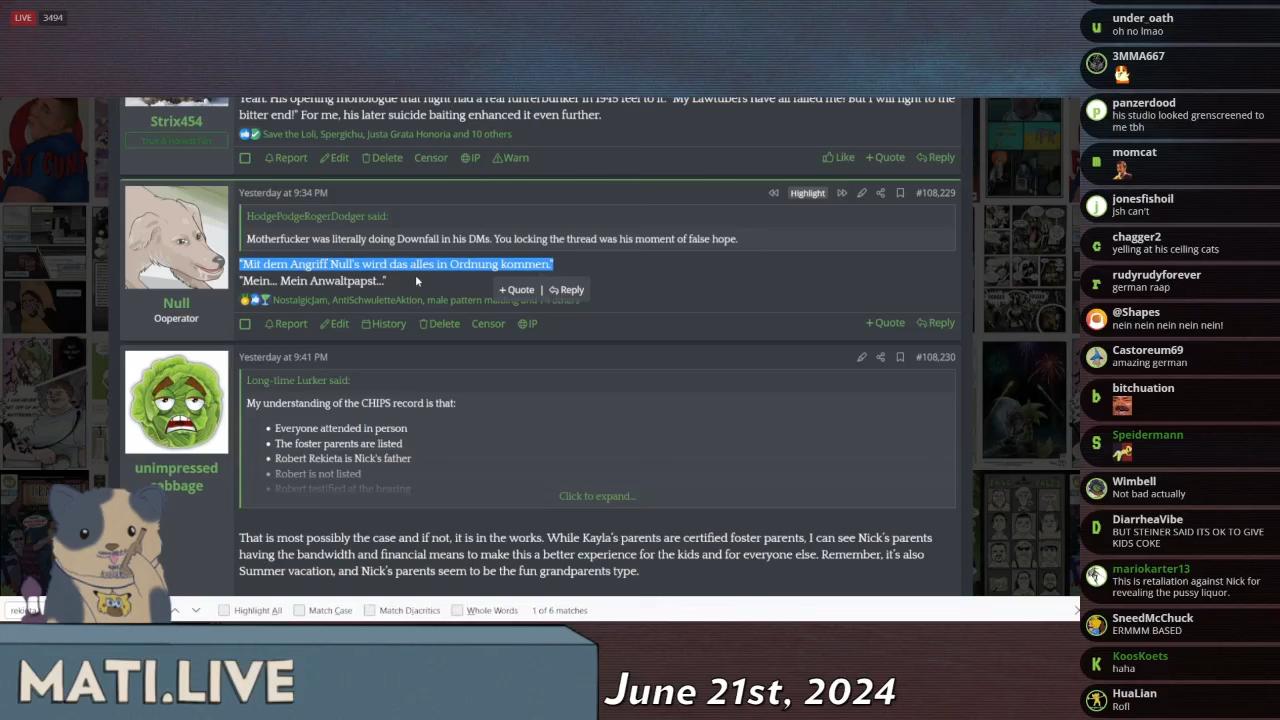 LIVE 3494
Yeah. His opening monologue that night had a real führerbunker in 1945 feel to it. "My Lawtubers have all failed me! But I will fight to the
bitter end!" For me, his later suicide baiting enhanced it even further.
Strix454
True & Honest Fan
Save the Loli, Spergichu, Justa Grata Honoria and 10 others
Report Edit Delete Censor IP Warn
Like + Quote Reply
Yesterday at 9:34 PM
Highlight
#108,229
HodgePodgeRogerDodger said:
Motherfucker was literally doing Downfall in his DMs. You locking the thread was his moment of false hope.
"Mit dem Angriff Null's wird das alles in Ordnung kommen."
"Mein... Mein Anwaltpapst..."
+ Quote | Reply
NostalgicJam, AntiSchwuletteAktion, male pattern
others
Null
Ooperator
Report Edit History Delete Censor IP
+ Quote Reply
Yesterday at 9:41 PM
#108,230
Long-time Lurker said:
My understanding of the CHIPS record is that:
• Everyone attended in person
• The foster parents are listed
• Robert Rekieta is Nick's father
• Robert is not listed
• Robert testified at the hearing
Click to expand...
unimpressed
cabbage
That is most possibly the case and if not, it is in the works. While Kayla's parents are certified foster parents, I can see Nick's parents
having the bandwidth and financial means to make this a better experience for the kids and for everyone else. Remember, it's also
Summer vacation, and Nick's parents seem to be the fun grandparents type.
Highlight All Match Case Match Diacritics Whole Words 1 of 6 matches
MATI.LIVE
June 21st, 2024
under_oath
oh no lmao
3MMA667
panzerdood
his studio looked grenscreened to
me tbh
momcat
jonesfishoil
jsh can't
chagger2
yelling at his ceiling cats
rudyrudyforever
german raap
@Shapes
nein nein nein nein nein!
Castoreum69
amazing german
bitchuation
Speidermann
Wimbell
Not bad actually
DiarrheaVibe
BUT STEINER SAID ITS OK TO GIVE
KIDS COKE
mariokarter13
This is retaliation against Nick for
revealing the pussy liquor.
SneedMcChuck
ERMMM BASED
KoosKoets
haha
HuaLian
Rofl